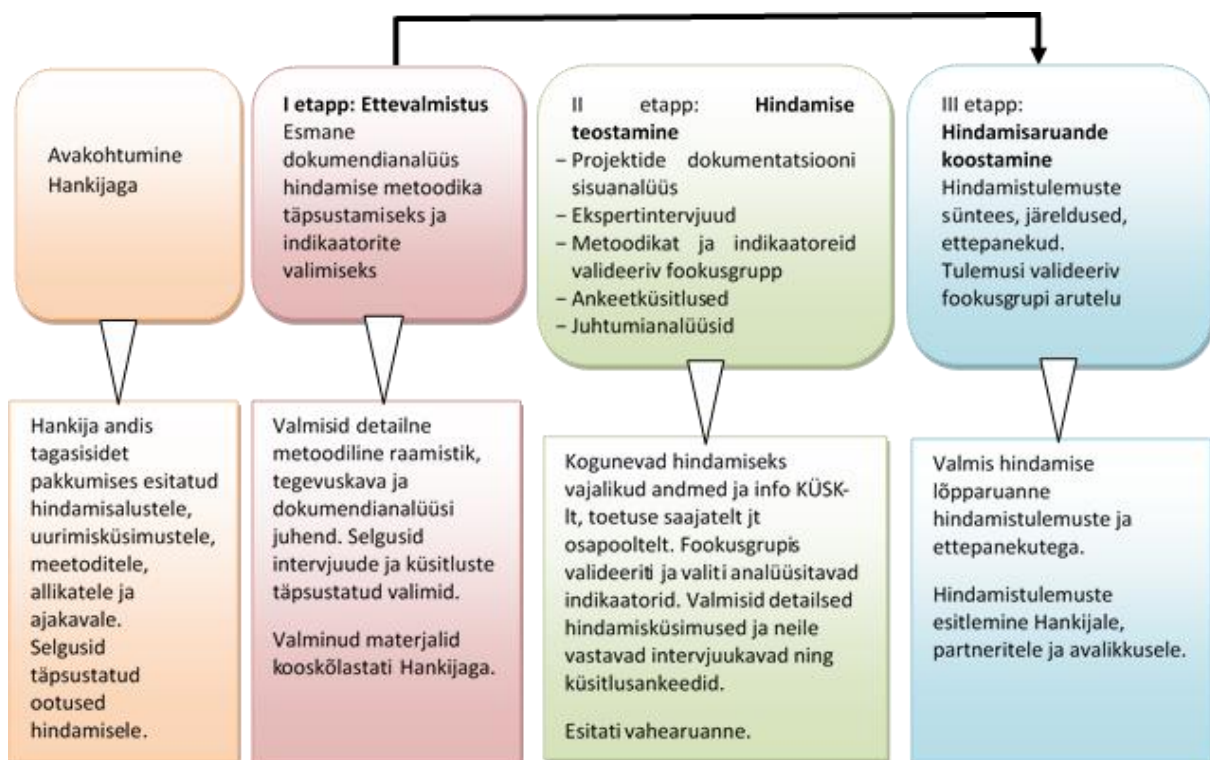 Avakohtumine
Hankijaga
I etapp: Ettevalmistus
Esmane
dokumendianalüüs
hindamise metoodika
täpsustamiseks ja
indikaatorite
valimiseks
II etapp: Hindamise
teostamine
– Projektide dokumentatsiooni
sisuanalüüs
– Ekspertintervjuud
– Metoodikat ja indikaatoreid
valideeriv fookusgrupp
– Ankeetküsitlused
– Juhtumianalüüsid
III etapp:
Hindamisaruande
koostamine
Hindamistulemuste
süntees, järeldused,
ettepanekud.
Tulemusi valideeriv
fookusgrupi arutelu
Hankija andis
tagasisidet
pakkumises esitatud
hindamisalustele,
uurimisküsimustele,
meetoditele,
allikatele ja
ajakavale.
Selgusid
täpsustatud
ootused
hindamisele.
Valmisid detailne
metoodiline raamistik,
tegevuskava ja
dokumendianalüüsi
juhend. Selgusid
intervjuude ja küsitluste
täpsustatud valimid.
Valminud materjalid
kooskõlastati Hankijaga.
Kogunevad hindamiseks
vajalikud andmed ja info KÜSK-
lt, toetuse saajatelt jt
osapooltelt. Fookusgrupis
valideeriti ja valiti analüüsitavad
indikaatorid. Valmisid detailsed
hindamisküsimused ja neile
vastavad intervjuukavad ning
küsitlusankeedid.
Esitati vahearuanne.
Valmis hindamise
lõpparuanne
hindamistulemuste ja
ettepanekutega.
Hindamistulemuste
esitlemine Hankijale,
partneritele ja avalikkusele.